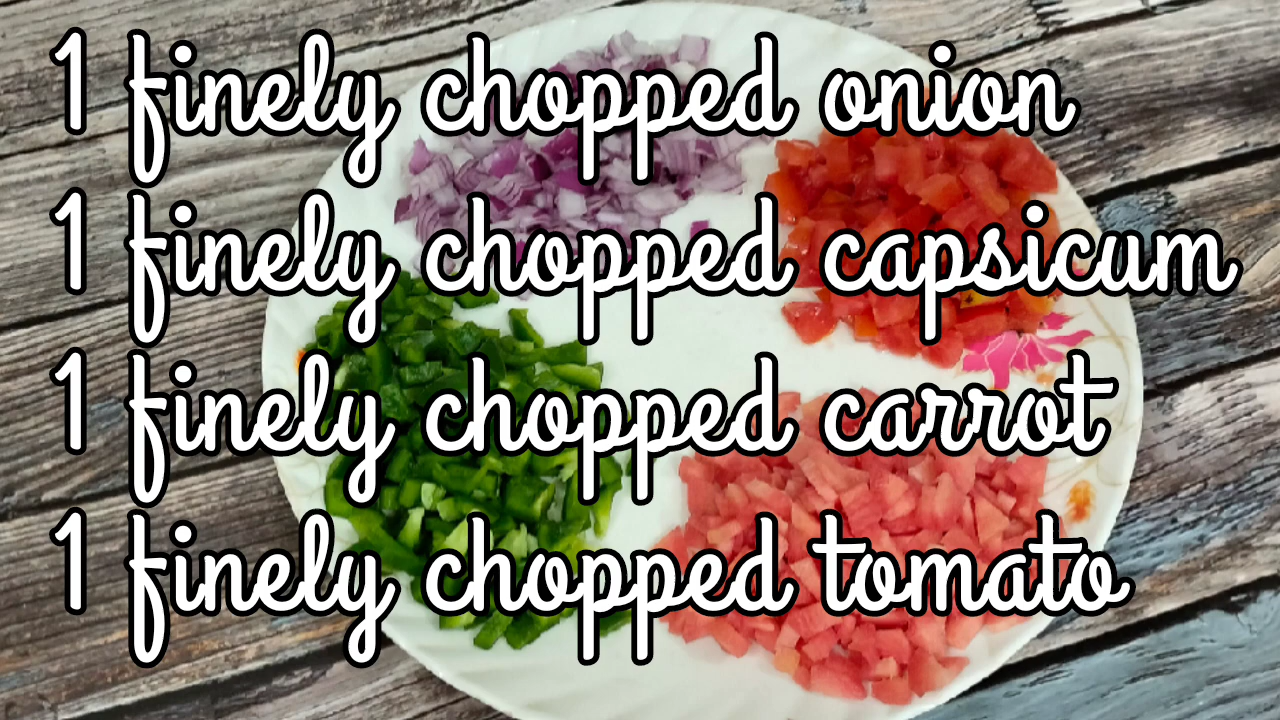 1 finely chopped onion
1 finely chopped capsicum
1 finely chopped carrot
1 finely chopped tomato